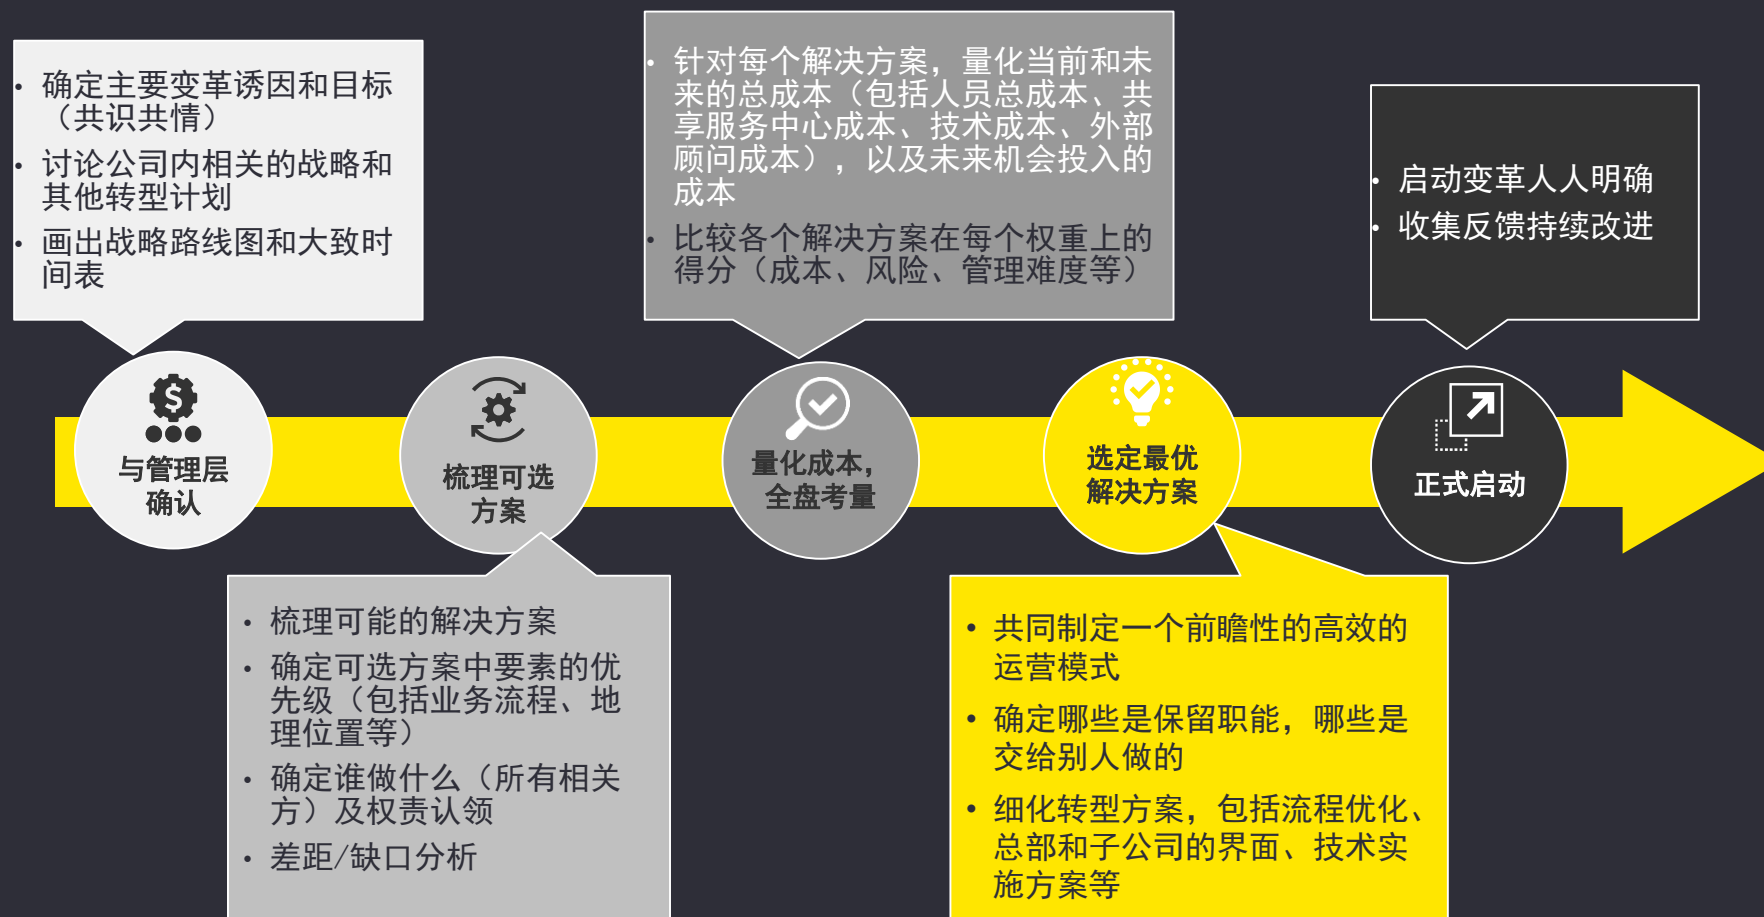 • 确定主要变革诱因和目标
（共识共情）
• 讨论公司内相关的战略和
其他转型计划
• 画出战略路线图和大致时
间表
• 针对每个解决方案，量化当前和未
来的总成本（包括人员总成本、共
享服务中心成本、技术成本、外部
顾问成本），以及未来机会投入的
成本
• 比较各个解决方案在每个权重上的
得分（成本、风险、管理难度等）
• 启动变革人人明确
• 收集反馈持续改进
$
与管理层
确认
梳理可选
方案
量化成本，
全盘考量
选定最优
解决方案
正式启动
• 梳理可能的解决方案
• 确定可选方案中要素的优
先级（包括业务流程、地
理位置等）
• 确定谁做什么（所有相关
方）及权责认领
• 差距/缺口分析
• 共同制定一个前瞻性的高效的
运营模式
• 确定哪些是保留职能，哪些是
交给别人做的
• 细化转型方案，包括流程优化、
总部和子公司的界面、技术实
施方案等